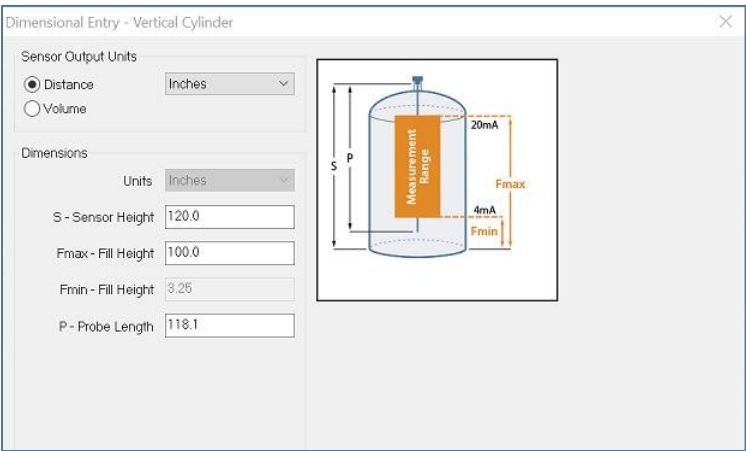 Dimensional Entry - Vertical Cylinder
Sensor Output Units
Distance
Inches
Volume
Dimensions
Units
Inches
S - Sensor Height
120.0
Fmax - Fill Height
100.0
Fmin - Fill Height
3.25
P - Probe Length
118.1
S
P
Measurement
Range
20mA
Fmax
4mA
Fmin